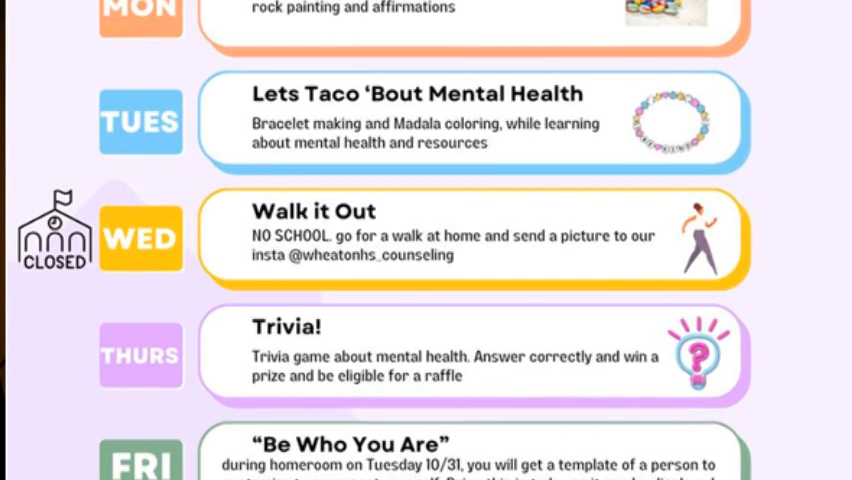 MON
rock painting and affirmations
TUES
Lets Taco ‘Bout Mental Health
Bracelet making and Madala coloring, while learning
about mental health and resources
CLOSED
WED
Walk it Out
NO SCHOOL. go for a walk at home and send a picture to our
insta @wheatonhs_counseling
THURS
Trivia!
Trivia game about mental health. Answer correctly and win a
prize and be eligible for a raffle
FRI
“Be Who You Are”
during homeroom on Tuesday 10/31, you will get a template of a person to